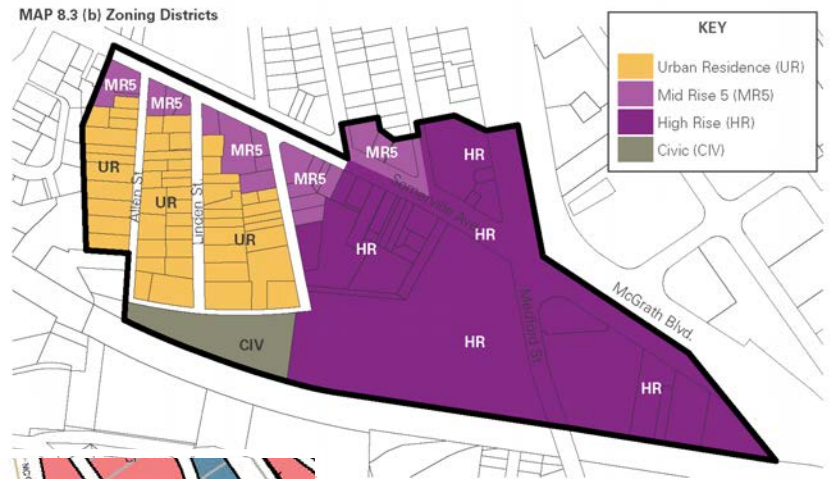 MAP 8.3 (b) Zoning Districts
KEY
Urban Residence (UR)
Mid Rise 5 (MR5)
High Rise (HR)
Civic (CIV)
MR5
MR5
MR5
MR5
MR5
HR
UR
UR
UR
Allen St.
Linden St.
Somerville Ave.
HR
HR
McGrath Blvd.
Medford St.
CIV
HR
HR